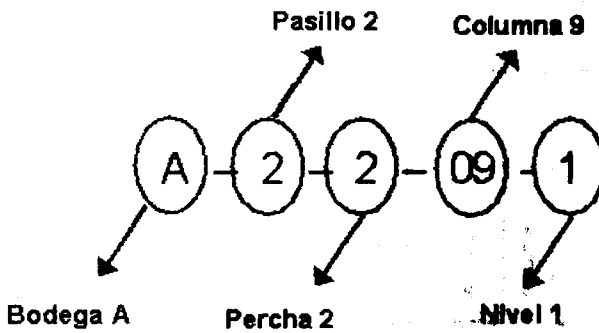 Pasillo 2 Columna 9
A - 2 - 2 - 09 - 1
Bodega A Percha 2 Nivel 1